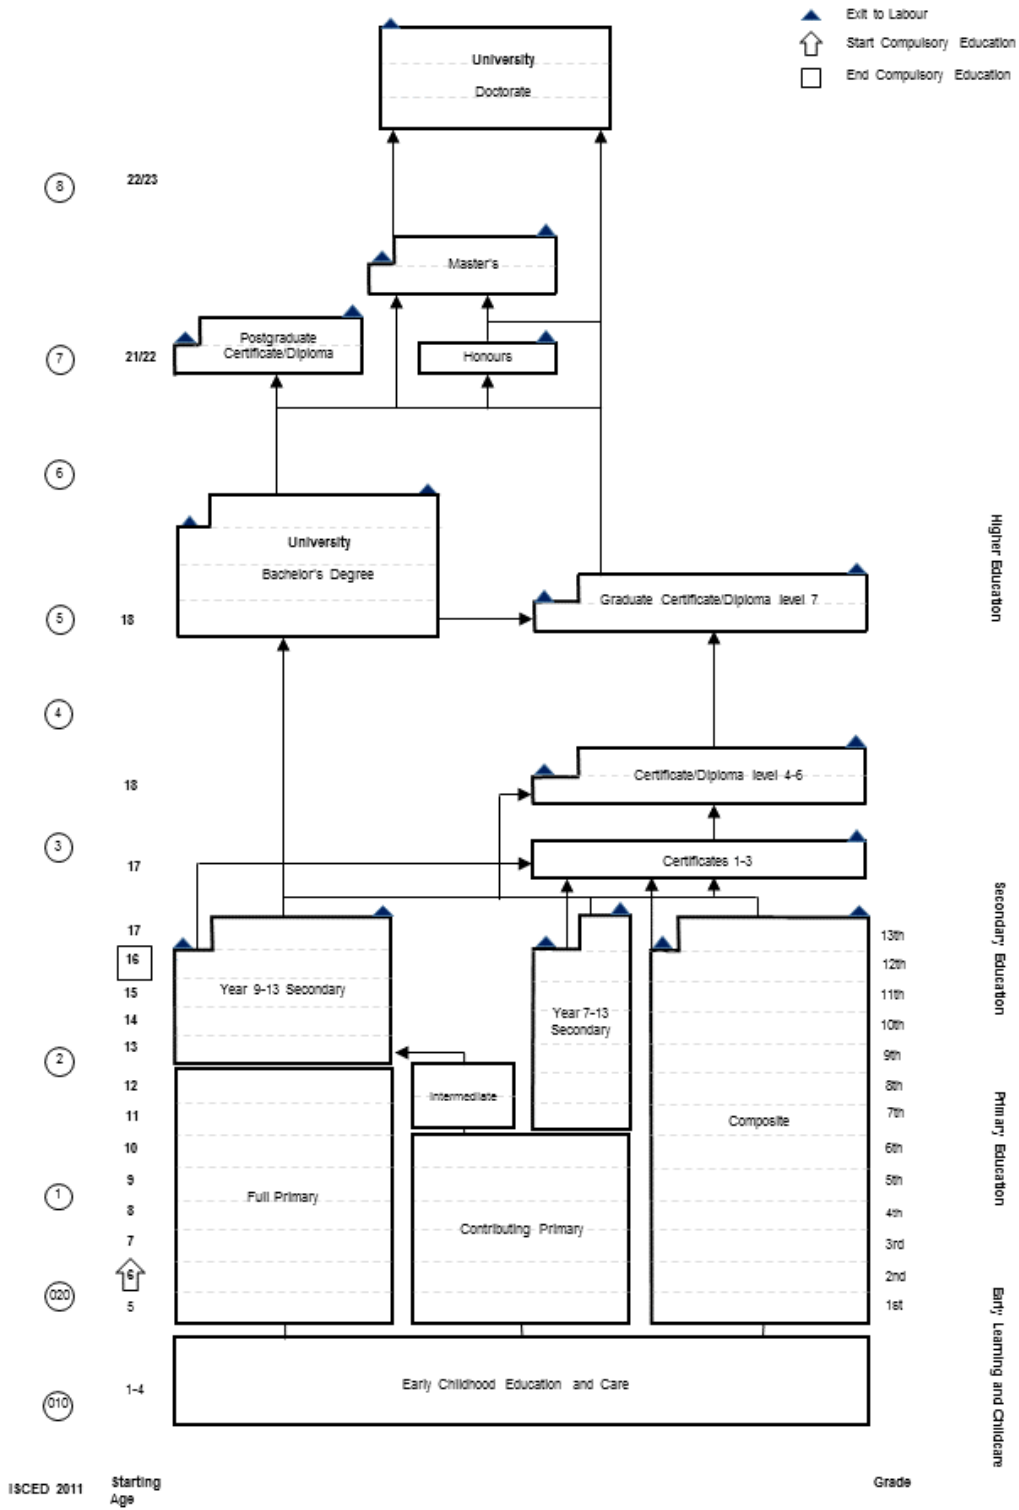 Exit to Labour
Start Compulsory Education
End Compulsory Education
University
Doctorate
8
22/23
Master's
Postgraduate
Certificate/Diploma
Honours
7
21/22
6
University
Bachelor's Degree
Graduate Certificate/Diploma level 7
5
18
Higher Education
4
Certificate/Diploma level 4-6
18
3
17
Certificates 1-3
17
16
15
14
13
12
11
10
9
8
7
6
5
1-4
2
1
020
010
Year 9-13 Secondary
Year 7-13
Secondary
Intermediate
Composite
Full Primary
Contributing Primary
Early Childhood Education and Care
13th
12th
11th
10th
9th
8th
7th
6th
5th
4th
3rd
2nd
1st
Secondary Education
Primary Education
Early Learning and Childcare
ISCED 2011
Starting
Age
Grade